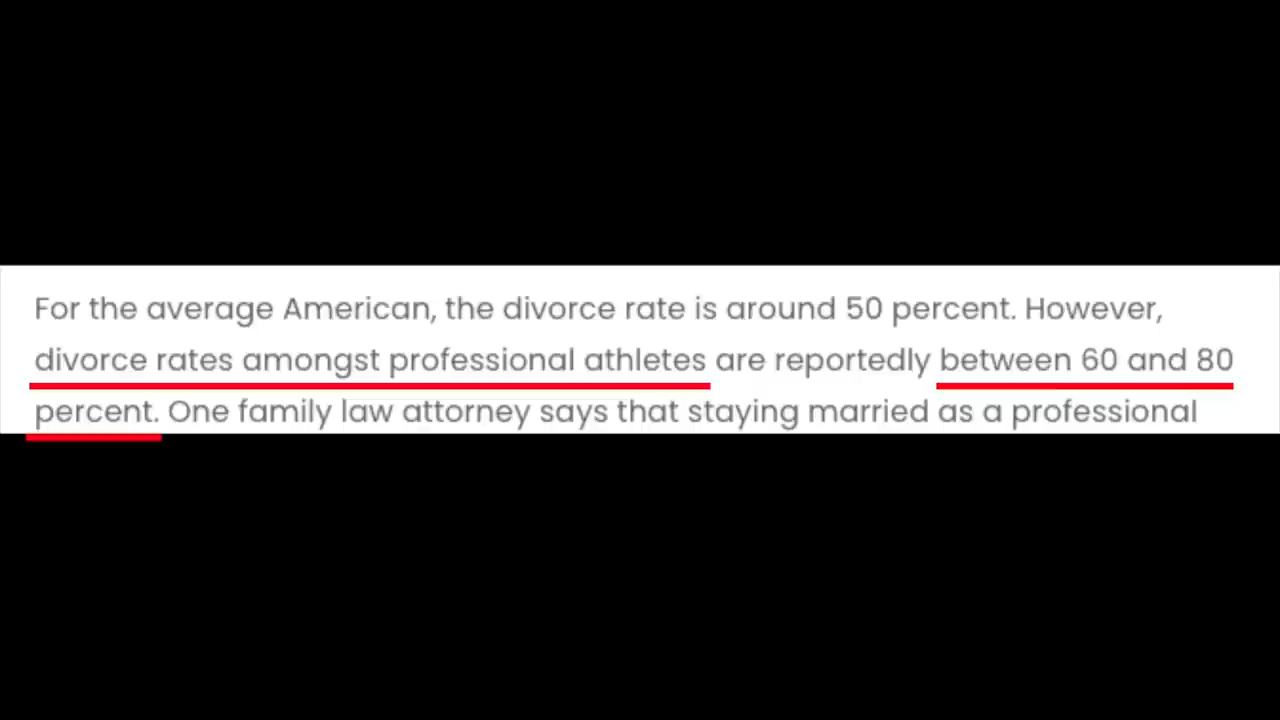 For the average American, the divorce rate is around 50 percent. However,
divorce rates amongst professional athletes are reportedly between 60 and 80
percent. One family law attorney says that staying married as a professional